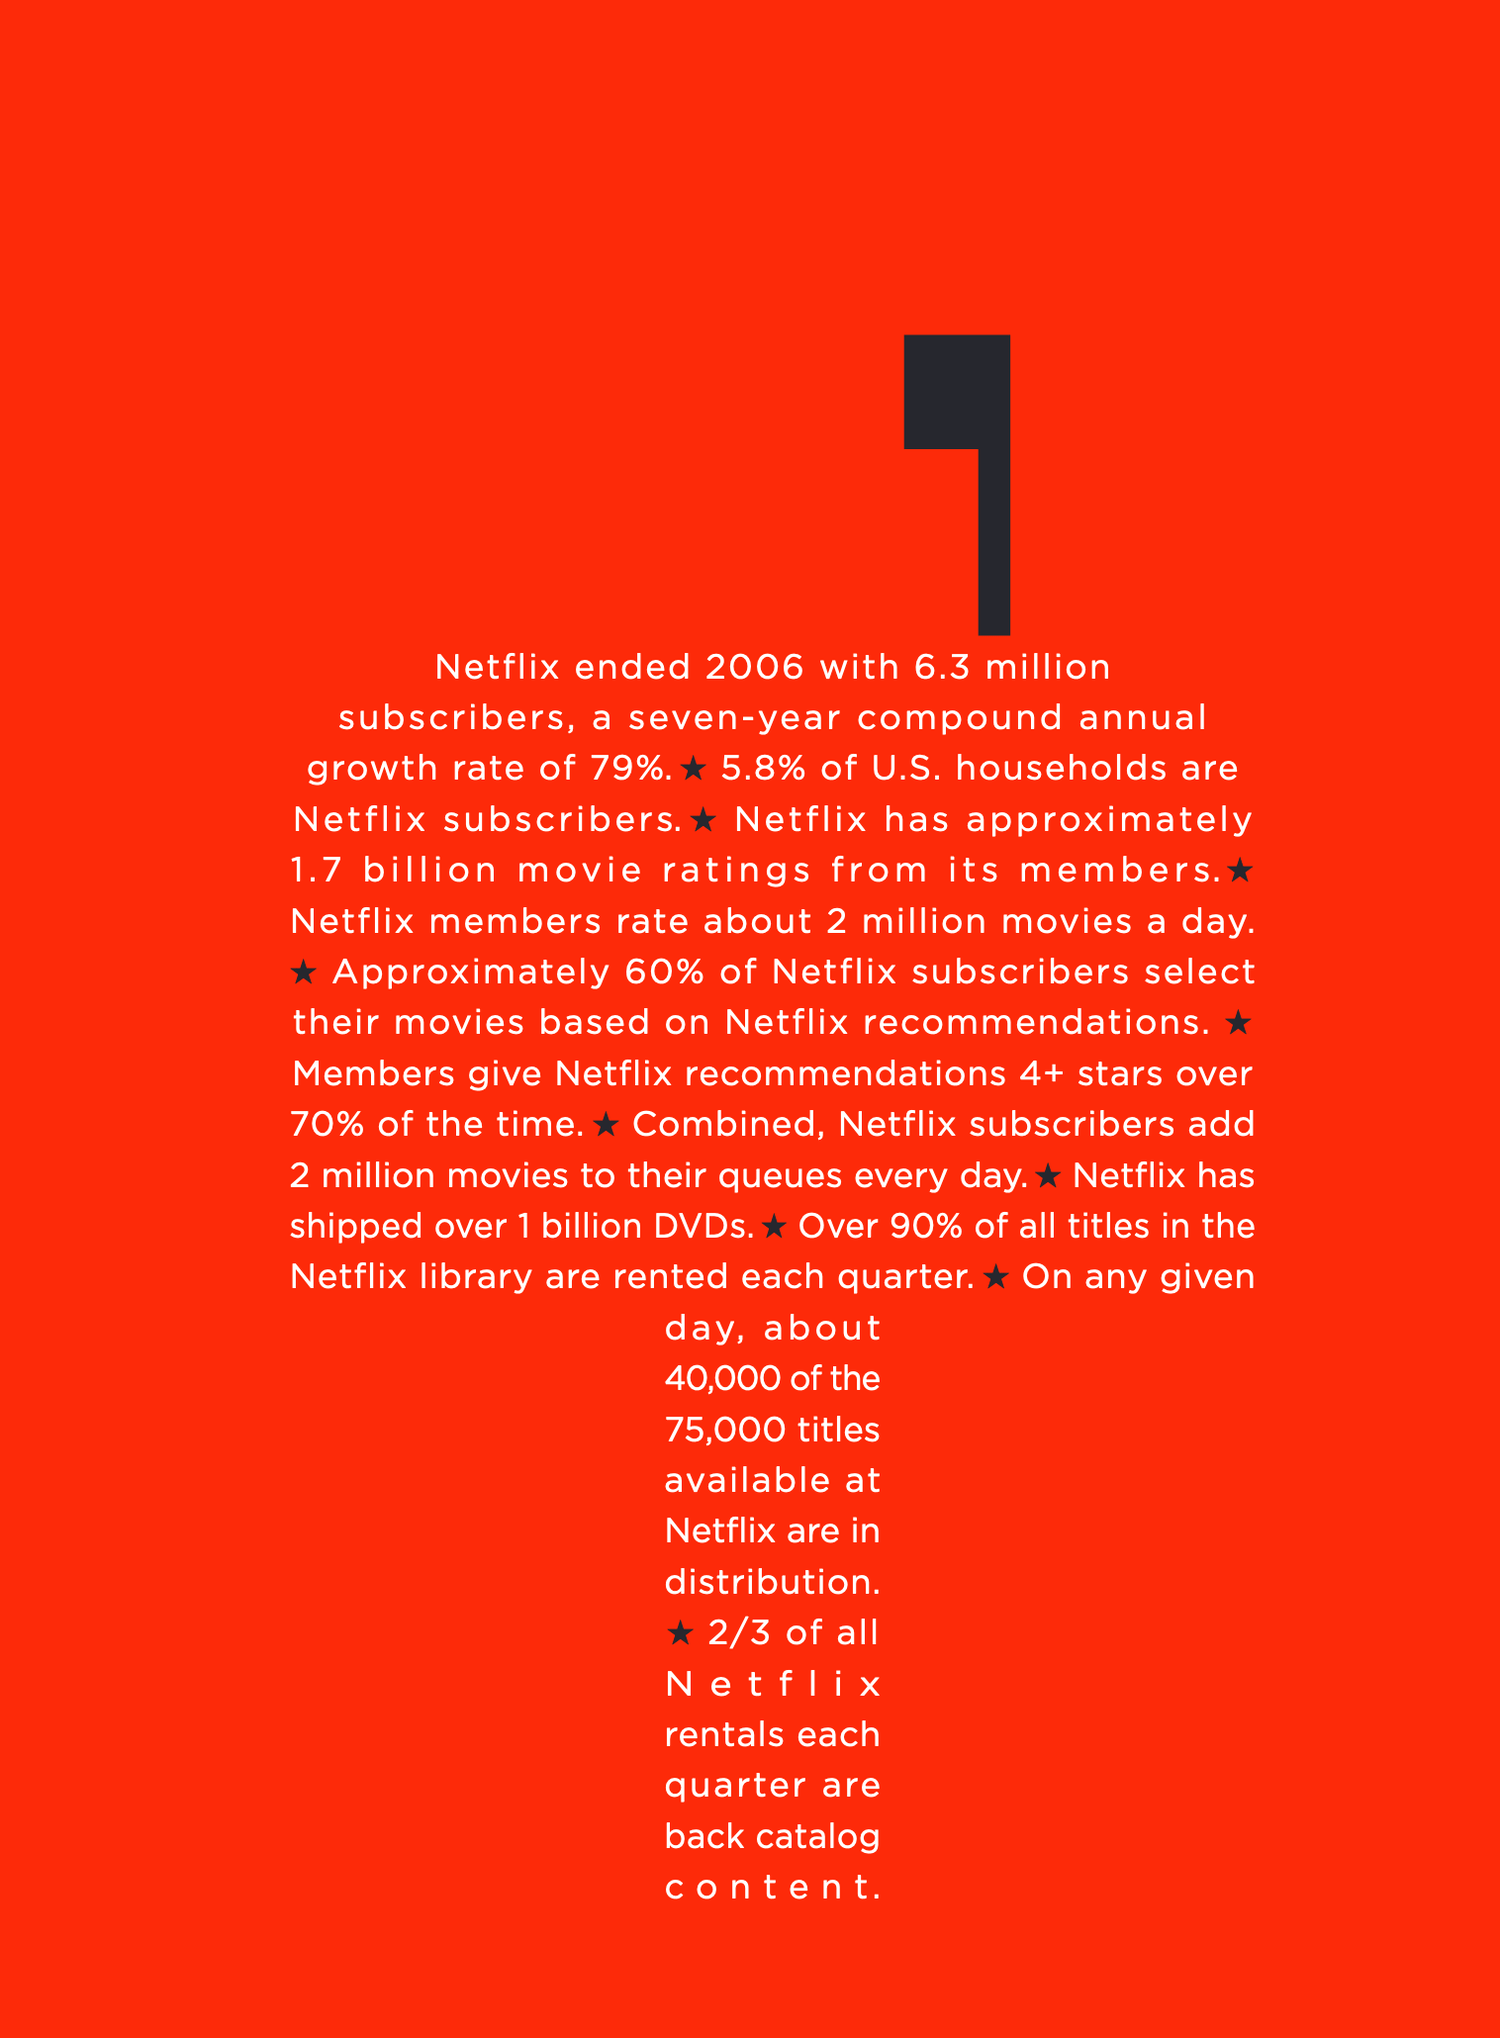 Netflix ended 2006 with 6.3 million
subscribers, a seven-year compound annual
growth rate of 79%. ★ 5.8% of U.S. households are
Netflix subscribers. ★ Netflix has approximately
1.7 billion movie ratings from its members. ★
Netflix members rate about 2 million movies a day.
★ Approximately 60% of Netflix subscribers select
their movies based on Netflix recommendations. ★
Members give Netflix recommendations 4+ stars over
70% of the time. ★ Combined, Netflix subscribers add
2 million movies to their queues every day. ★ Netflix has
shipped over 1 billion DVDs. ★ Over 90% of all titles in the
Netflix library are rented each quarter. ★ On any given
day, about
40,000 of the
75,000 titles
available at
Netflix are in
distribution.
★ 2/3 of all
Netflix
rentals each
quarter are
back catalog
content.